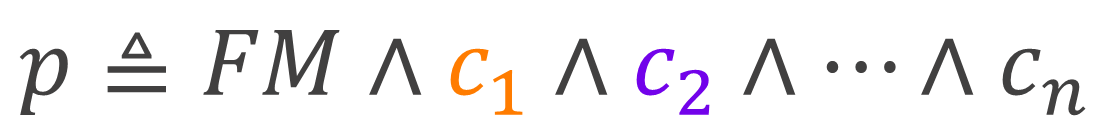 p ≜ FM ∧ c₁ ∧ c₂ ∧ ⋯ ∧ cₙ